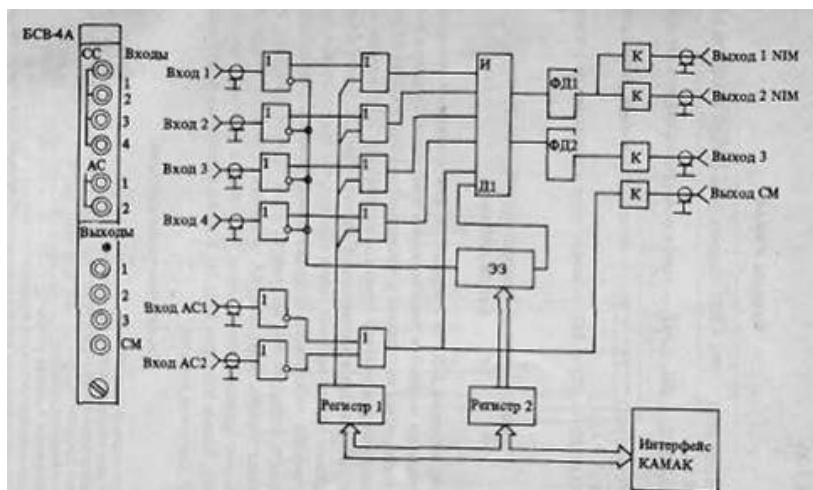 БСВ-4А
СС
Входы
1
2
3
4
АС
1
2
Выходы
1
2
3
СМ
Вход 1
Вход 2
Вход 3
Вход 4
Вход АС1
Вход АС2
1
1
1
1
1
1
1
1
1
1
1
И
Д1
ФД1
ФД2
ЭЗ
К
К
К
К
Выход 1 NIM
Выход 2 NIM
Выход 3
Выход СМ
Регистр 1
Регистр 2
Интерфейс
КАМАК